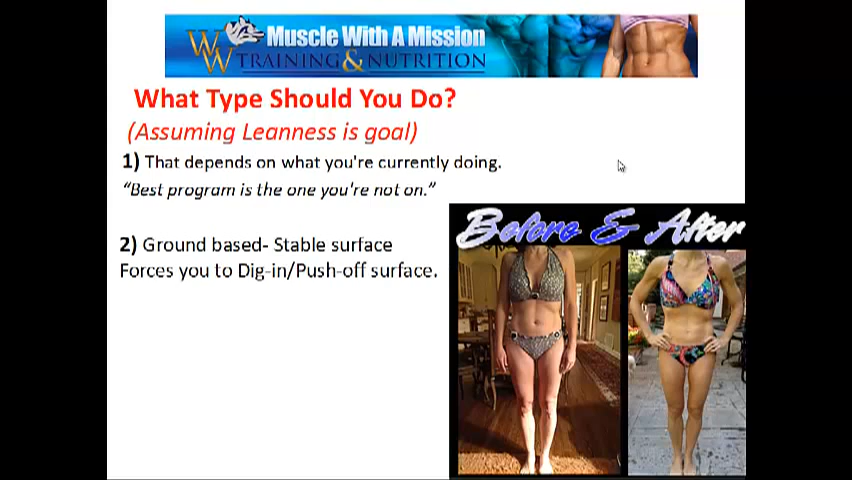 WW
Muscle With A Mission
TRAINING & NUTRITION
What Type Should You Do?
(Assuming Leanness is goal)
1) That depends on what you're currently doing.
"Best program is the one you're not on."
2) Ground based- Stable surface
Forces you to Dig-in/Push-off surface.
Before & After